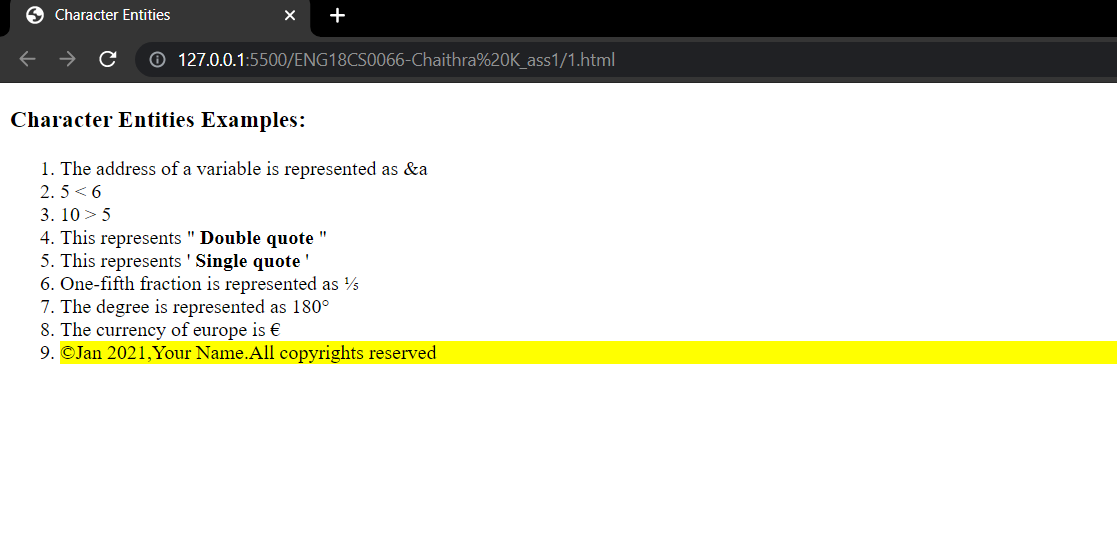 Character Entities
127.0.0.1:5500/ENG18CS0066-Chaithra%20K_ass1/1.html
Character Entities Examples:
1. The address of a variable is represented as &a
2. 5 < 6
3. 10 > 5
4. This represents " Double quote "
5. This represents ' Single quote '
6. One-fifth fraction is represented as ⅕
7. The degree is represented as 180°
8. The currency of europe is €
9. ©Jan 2021,Your Name.All copyrights reserved